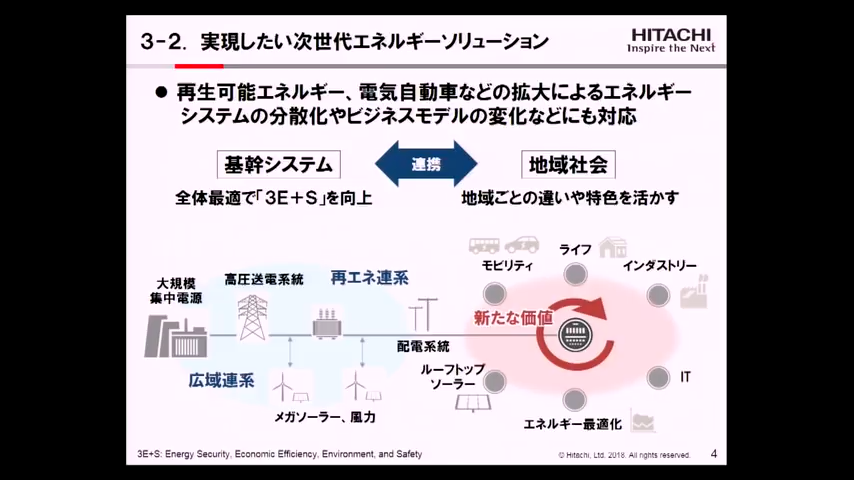 3-2. 実現したい次世代エネルギーソリューション
HITACHI
Inspire the Next
● 再生可能エネルギー、電気自動車などの拡大によるエネルギー
システムの分散化やビジネスモデルの変化などにも対応
基幹システム
連携
地域社会
全体最適で「3E+S」を向上
地域ごとの違いや特色を活かす
大規模
集中電源
高圧送電系統
再エネ連系
配電系統
広域連系
メガソーラー、風力
モビリティ
ライフ
インダストリー
新たな価値
ルーフトップ
ソーラー
IT
エネルギー最適化
3E+S: Energy Security, Economic Efficiency, Environment, and Safety
© Hitachi, Ltd. 2018. All rights reserved.
4